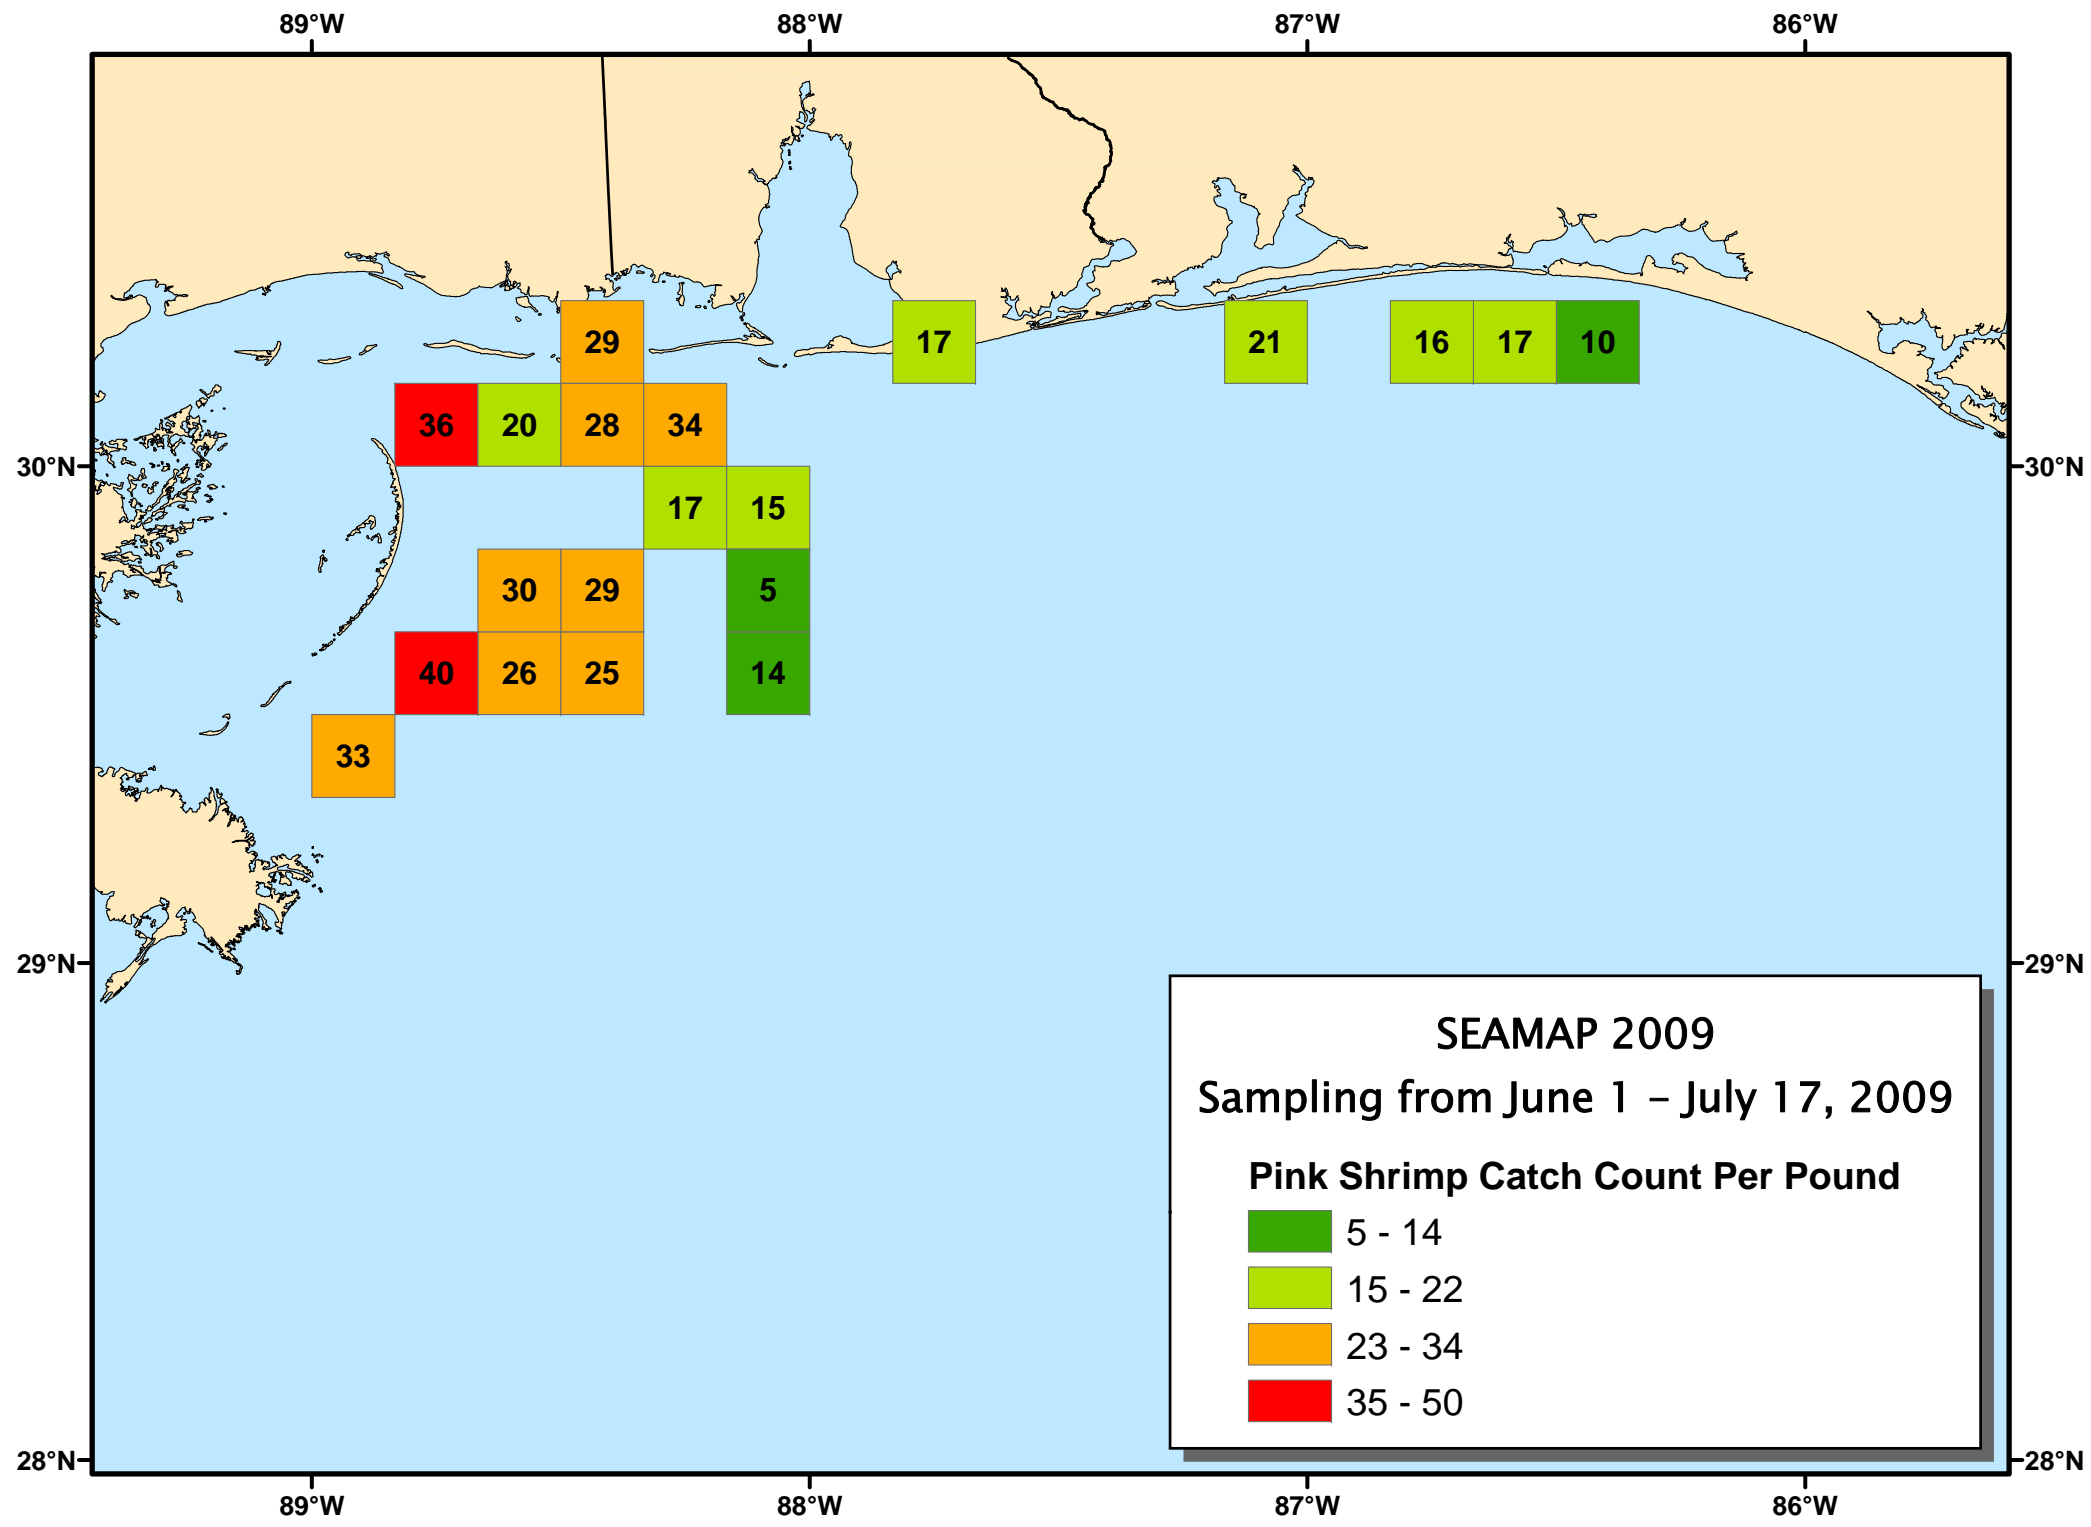 89°W 88°W 87°W 86°W
29 17 21 16 17 10
36 20 28 34
30°N 30°N
17 15
30 29 5
40 26 25 14
33
29°N 29°N
SEAMAP 2009
Sampling from June 1 – July 17, 2009
Pink Shrimp Catch Count Per Pound
5 - 14
15 - 22
23 - 34
35 - 50
28°N 28°N
89°W 88°W 87°W 86°W